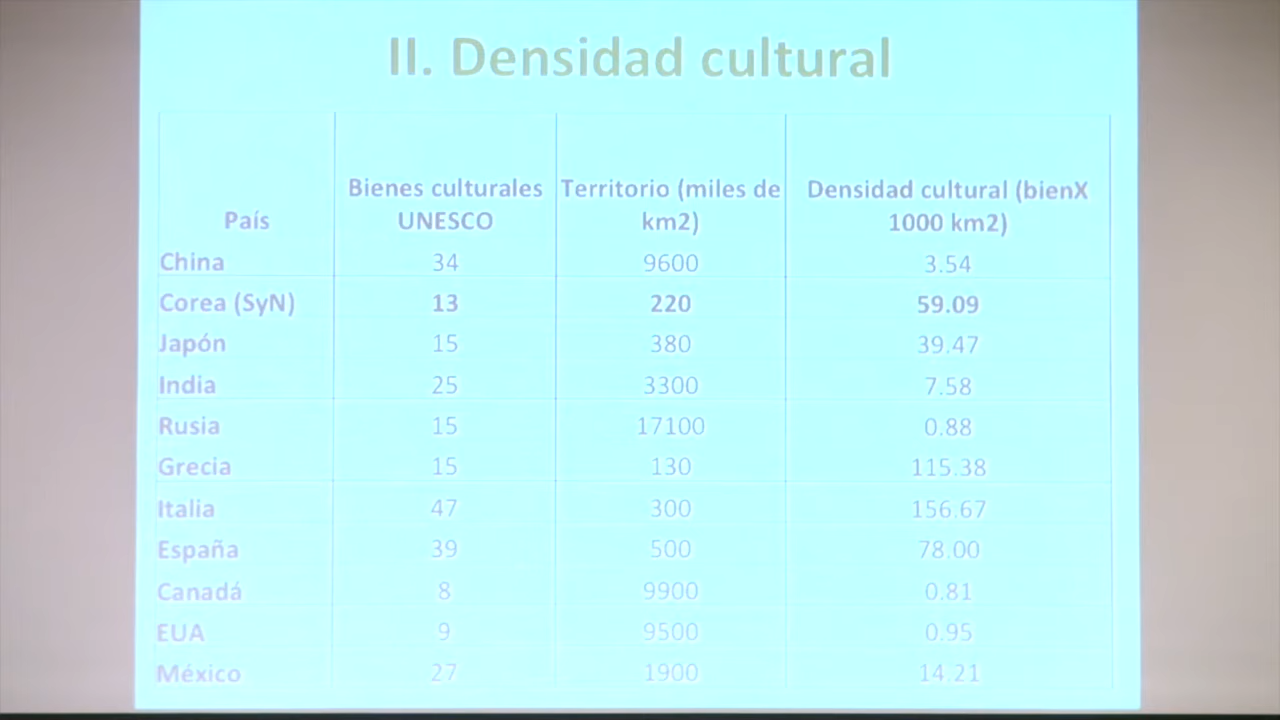 II. Densidad cultural
País | Bienes culturales UNESCO | Territorio (miles de km2) | Densidad cultural (bienX 1000 km2)
China | 34 | 9600 | 3.54
Corea (SyN) | 13 | 220 | 59.09
Japón | 15 | 380 | 39.47
India | 25 | 3300 | 7.58
Rusia | 15 | 17100 | 0.88
Grecia | 15 | 130 | 115.38
Italia | 47 | 300 | 156.67
España | 39 | 500 | 78.00
Canadá | 8 | 9900 | 0.81
EUA | 9 | 9500 | 0.95
México | 27 | 1900 | 14.21